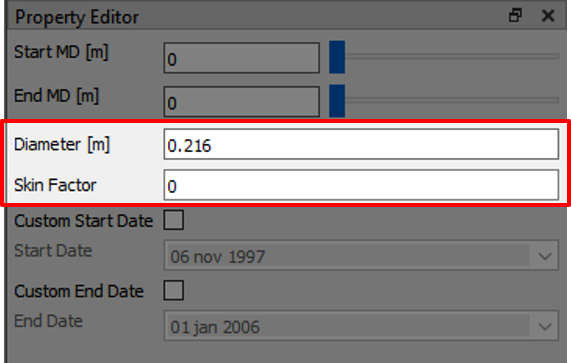 Property Editor
Start MD [m] 0
End MD [m] 0
Diameter [m] 0.216
Skin Factor 0
Custom Start Date
Start Date 06 nov 1997
Custom End Date
End Date 01 jan 2006